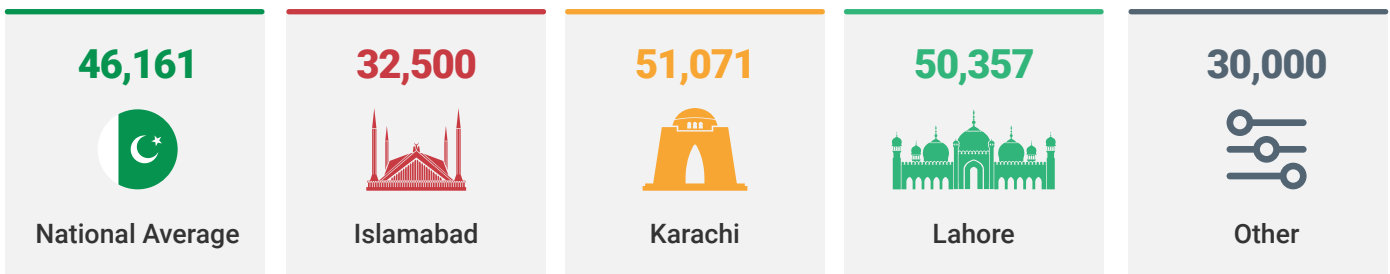 46,161
National Average
32,500
Islamabad
51,071
Karachi
50,357
Lahore
30,000
Other